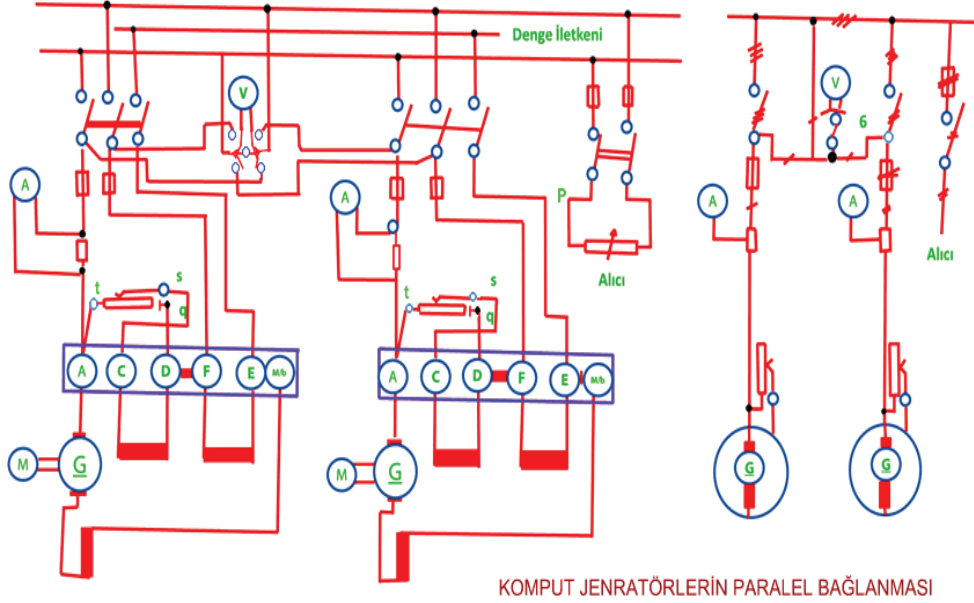 Denge İletkeni
V
V
6
A
A
P
A
A
Alıcı
Alıcı
t
s
q
t
s
q
A
C
D
F
E
M/b
A
C
D
F
E
M/b
M
G
M
G
G
G
KOMPUT JENRATÖRLERİN PARALEL BAĞLANMASI